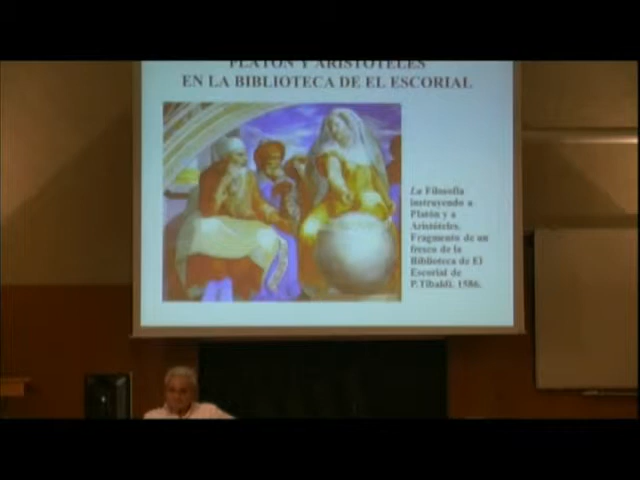 PLATÓN Y ARISTÓTELES
EN LA BIBLIOTECA DE EL ESCORIAL
La Filosofía
instruyendo a
Platón y a
Aristóteles.
Fragmento de un
fresco de la
Biblioteca de El
Escorial de
P. Tibaldi. 1586.